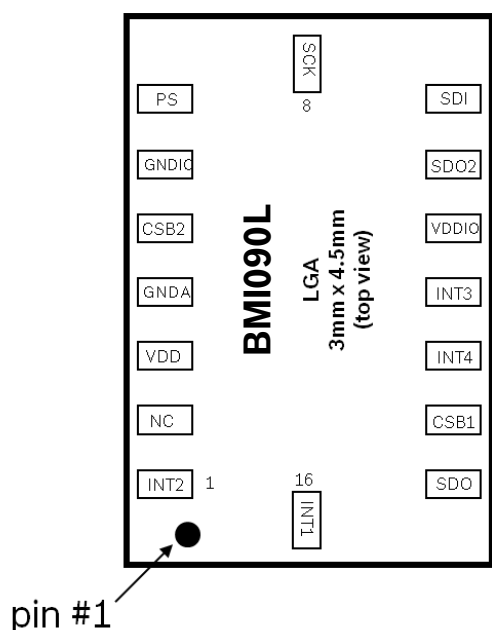 SCK
8
PS
SDI
GNDIO
SDO2
CSB2
VDDIO
GNDA
INT3
VDD
INT4
NC
CSB1
INT2
1
16
INT1
SDO
BMI090L
LGA
3mm x 4.5mm
(top view)
pin #1